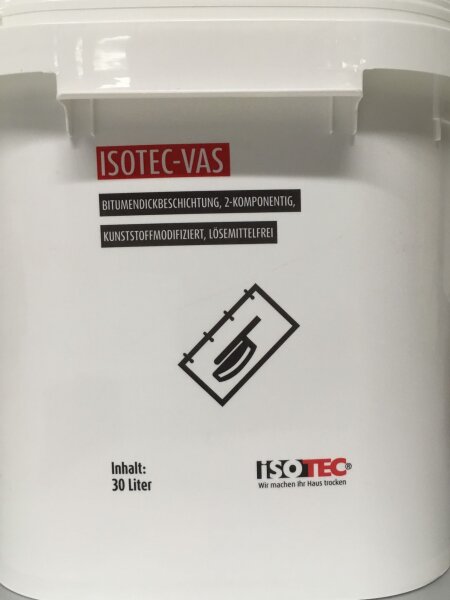 ISOTEC-VAS
BITUMENDICKBESCHICHTUNG, 2-KOMPONENTIG,
KUNSTSTOFFMODIFIZIERT, LÖSEMITTELFREI
Inhalt:
30 Liter
ISOTEC®
Wir machen Ihr Haus trocken